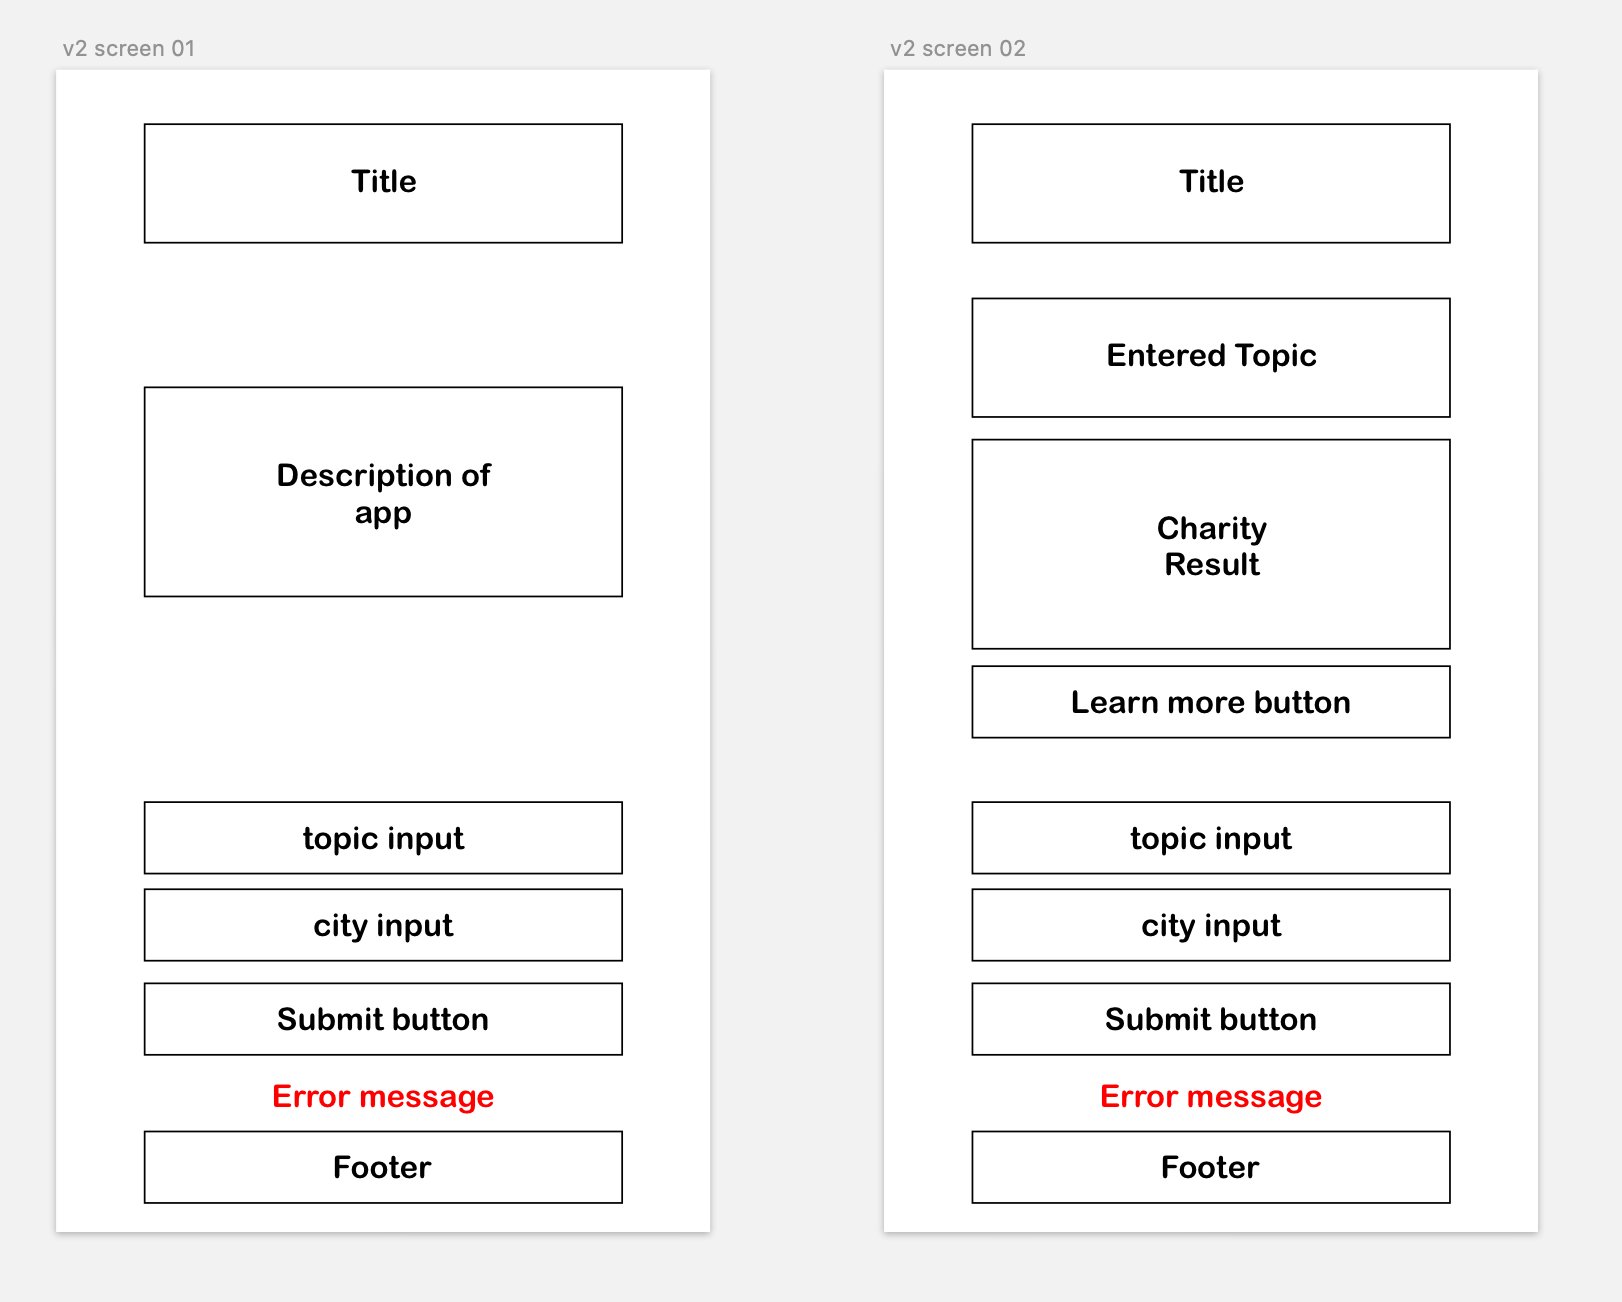 v2 screen 01
Title
Description of
app
topic input
city input
Submit button
Error message
Footer
v2 screen 02
Title
Entered Topic
Charity
Result
Learn more button
topic input
city input
Submit button
Error message
Footer